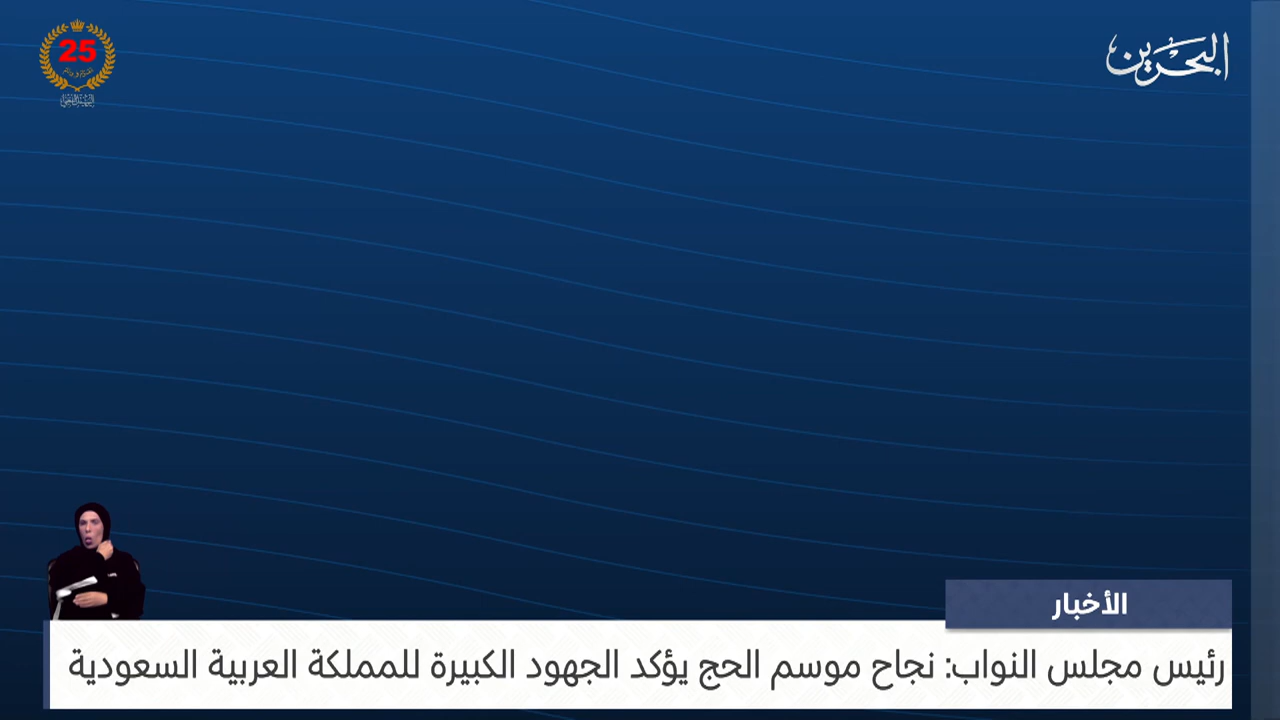 البحرين
25
الأخبار
رئيس مجلس النواب: نجاح موسم الحج يؤكد الجهود الكبيرة للمملكة العربية السعودية